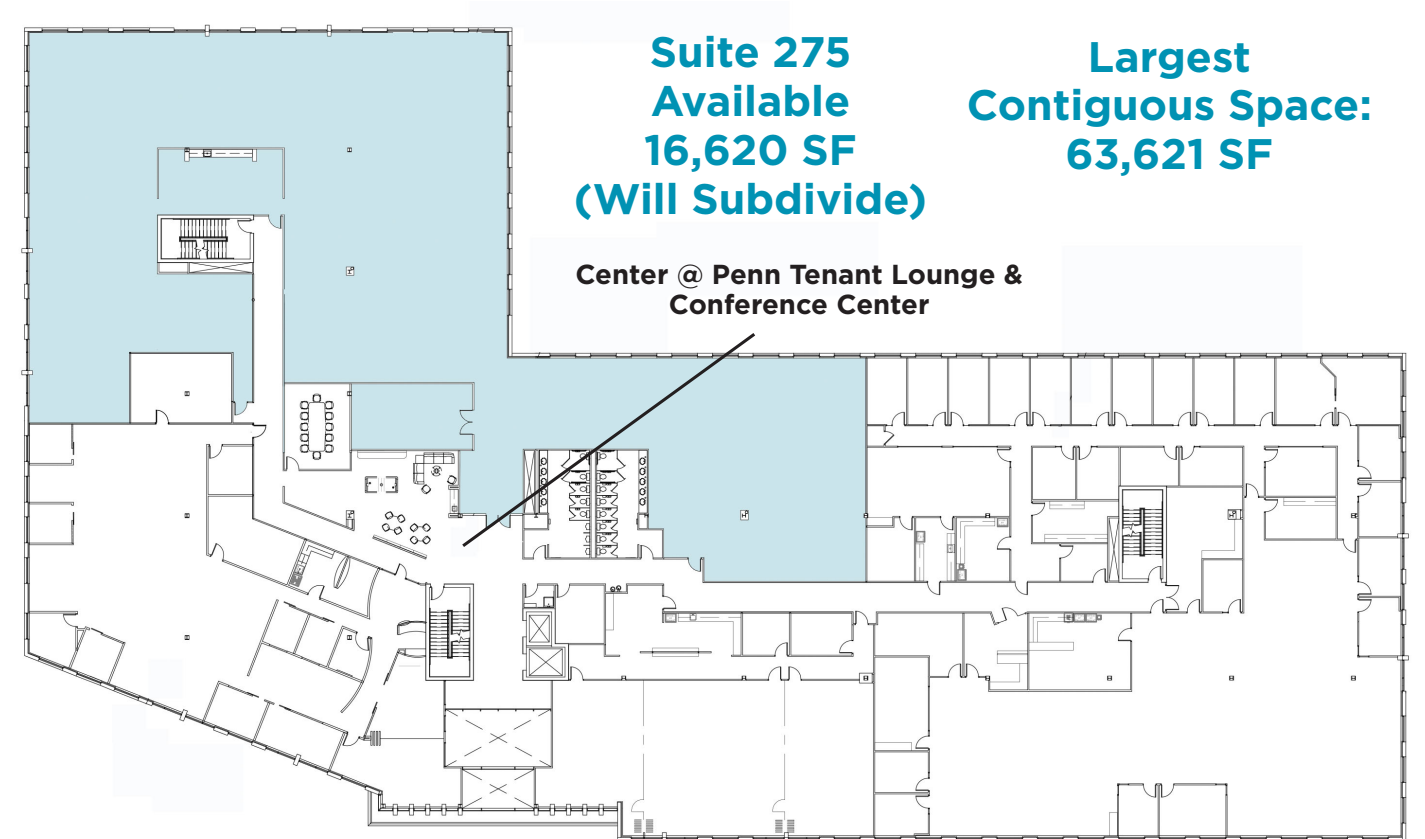 Suite 275
Available
16,620 SF
(Will Subdivide)
Largest
Contiguous Space:
63,621 SF
Center @ Penn Tenant Lounge &
Conference Center